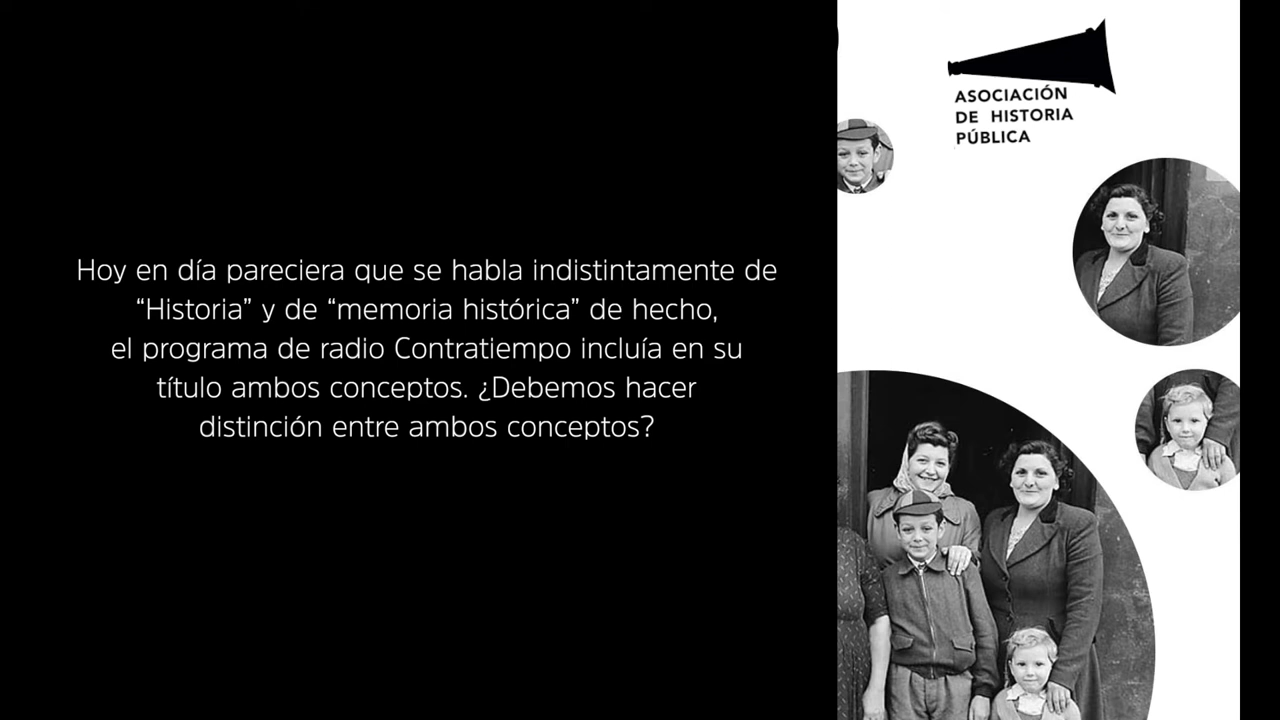 Hoy en día pareciera que se habla indistintamente de
“Historia” y de “memoria histórica” de hecho,
el programa de radio Contratiempo incluía en su
título ambos conceptos. ¿Debemos hacer
distinción entre ambos conceptos?
ASOCIACIÓN
DE HISTORIA
PÚBLICA